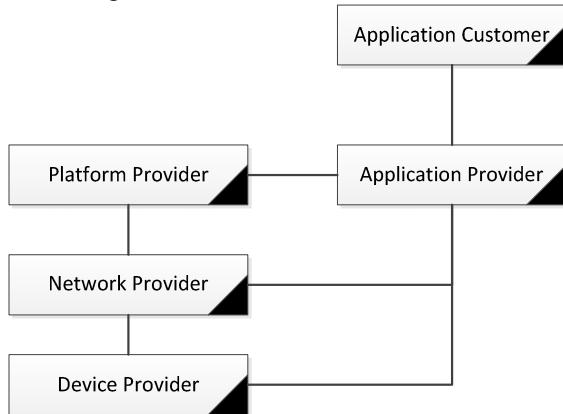 Application Customer
Platform Provider
Application Provider
Network Provider
Device Provider